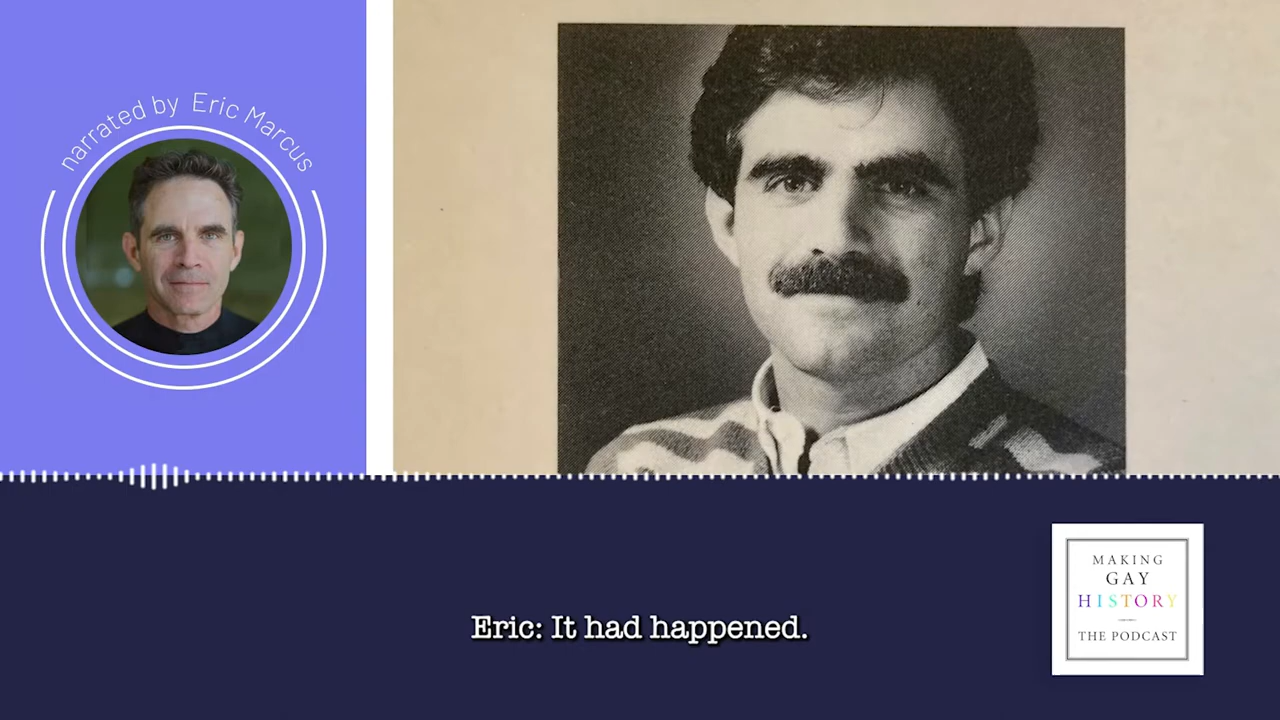 narrated by Eric Marcus
Eric: It had happened.
MAKING
GAY
HISTORY
THE PODCAST